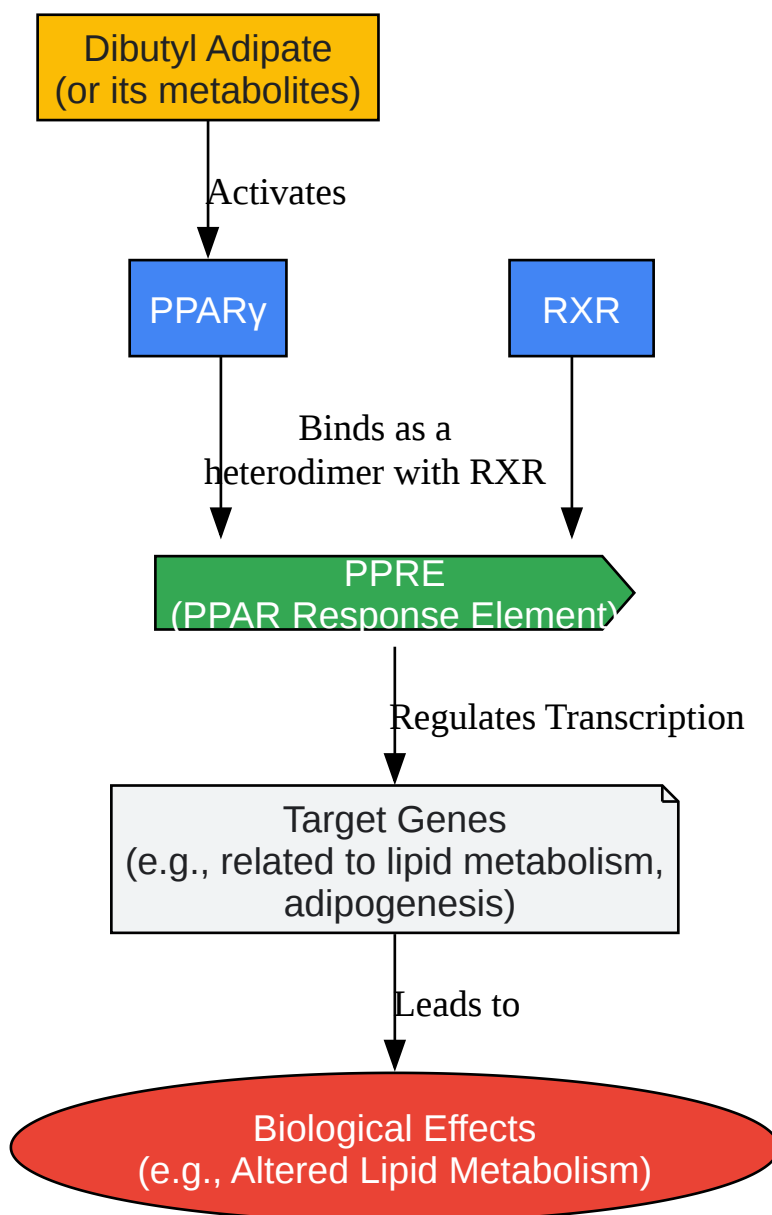 Dibutyl Adipate
(or its metabolites)
Activates
PPARγ
RXR
Binds as a
heterodimer with RXR
PPRE
(PPAR Response Element)
Regulates Transcription
Target Genes
(e.g., related to lipid metabolism,
adipogenesis)
Leads to
Biological Effects
(e.g., Altered Lipid Metabolism)